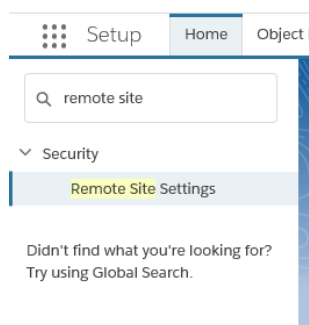 Setup Home Object
remote site
Security
Remote Site Settings
Didn't find what you're looking for?
Try using Global Search.